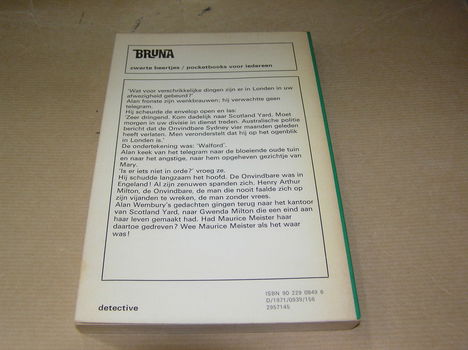 BRUNA
zwarte beertjes / pocketbooks voor iedereen
'Wat voor verschrikkelijke dingen zijn er in Londen in uw
afwezigheid gebeurd?'
Alan fronste zijn wenkbrauwen; hij verwachtte geen
telegram.
Hij scheurde de envelop open en las:
'Zeer dringend. Kom dadelijk naar Scotland Yard. Moet
morgen in uw divisie in dienst treden. Australische politie
bericht dat de Onvindbare Sydney vier maanden geleden
heeft verlaten. Men veronderstelt dat hij op het ogenblik
in Londen is.'
De ondertekening was: 'Walford'.
Alan keek van het telegram naar de bloeiende oude tuin
en naar het angstige, naar hem opgeheven gezichtje van
Mary.
'Is er iets niet in orde?' vroeg ze.
Hij schudde langzaam het hoofd. De Onvindbare was in
Engeland! Al zijn zenuwen spanden zich. Henry Arthur
Milton, de Onvindbare, de man die nooit faalde zich op
zijn vijanden te wreken, de man zonder vrees.
Alan Wembury's gedachten gingen terug naar het kantoor
van Scotland Yard, naar Gwenda Milton die een eind aan
haar leven gemaakt had. Had Maurice Meister haar
daartoe gedreven? Wee Maurice Meister als het waar
was!
ISBN 90 229 0849 6
D/1971/0939/156
2957145
detective